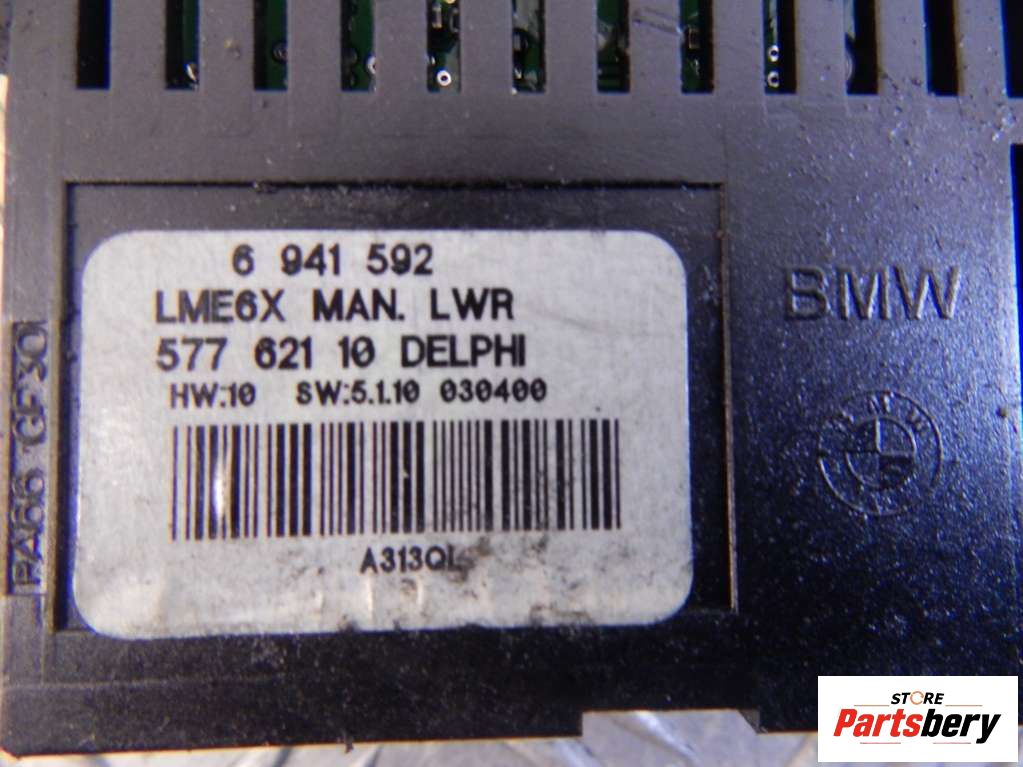 6 941 592
LME6X MAN. LWR
577 621 10 DELPHI
HW:10 SW:5.1.10 030400
A313QL
PA66 GF30
BMW
BMW
STORE
Partsbery